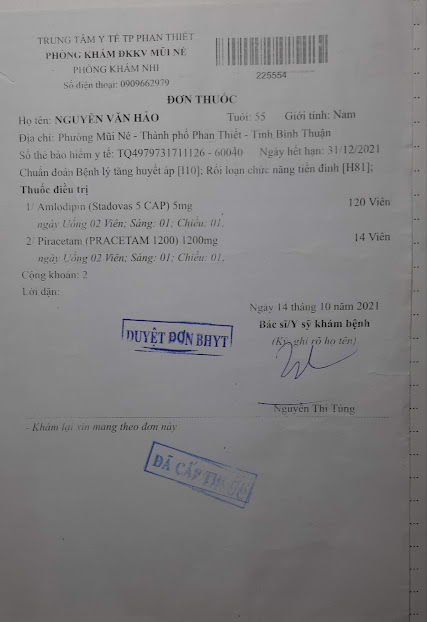 TRUNG TÂM Y TẾ TP PHAN THIẾT
PHÒNG KHÁM ĐKKV MŨI NÉ
PHÒNG KHÁM NHI
Số điện thoại: 0909662979
225554
ĐƠN THUỐC
Họ tên: NGUYỄN VĂN HẢO Tuổi: 55 Giới tính: Nam
Địa chỉ: Phường Mũi Né - Thành phố Phan Thiết - Tỉnh Bình Thuận
Số thẻ bảo hiểm y tế: TQ4979731711126 - 60040 Ngày hết hạn: 31/12/2021
Chuẩn đoán Bệnh lý tăng huyết áp [I10]; Rối loạn chức năng tiền đình [H81];
Thuốc điều trị
1/ Amlodipin (Stadovas 5 CAP) 5mg 120 Viên
ngày Uống 02 Viên; Sáng: 01; Chiều: 01;
2/ Piracetam (PRACETAM 1200) 1200mg 14 Viên
ngày Uống 02 Viên; Sáng: 01; Chiều: 01;
Cộng khoản: 2
Lời dặn:
Ngày 14 tháng 10 năm 2021
Bác sĩ/Y sỹ khám bệnh
(Ký, ghi rõ họ tên)
DUYỆT ĐƠN BHYT
Nguyễn Thị Tùng
- Khám lại xin mang theo đơn này
ĐÃ CẤP THUỐC